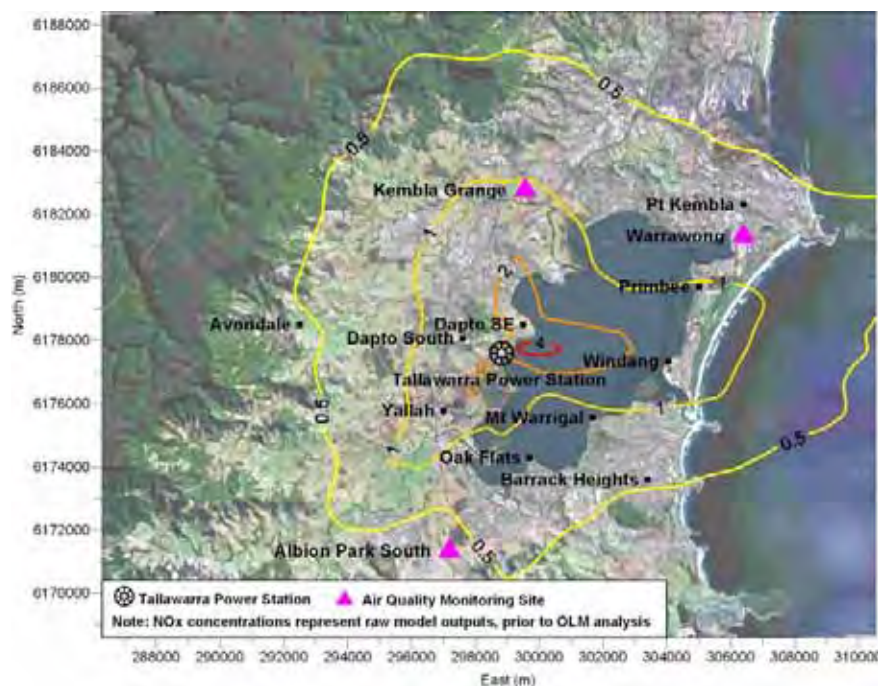 6188000
6186000
6184000
6182000
6180000
6178000
6176000
6174000
6172000
6170000
North (m)
0.5
0.5
Kembla Grange
Pt Kembla
Warrawong
1
2
Primbee
1
Avondale
Dapto SE
Dapto South
4
Windang
Tallawarra Power Station
Yallah
Mt Warrigal
1
0.5
0.5
1
Oak Flats
Barrack Heights
Albion Park South
0.5
Tallawarra Power Station
Air Quality Monitoring Site
Note: NOx concentrations represent raw model outputs, prior to OLM analysis
288000 290000 292000 294000 296000 298000 300000 302000 304000 306000 308000 310000
East (m)